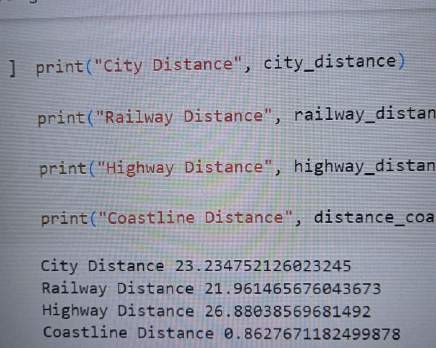 ] print("City Distance", city_distance)
print("Railway Distance", railway_distan
print("Highway Distance", highway_distan
print("Coastline Distance", distance_coa
City Distance 23.234752126023245
Railway Distance 21.961465676043673
Highway Distance 26.88038569681492
Coastline Distance 0.8627671182499878